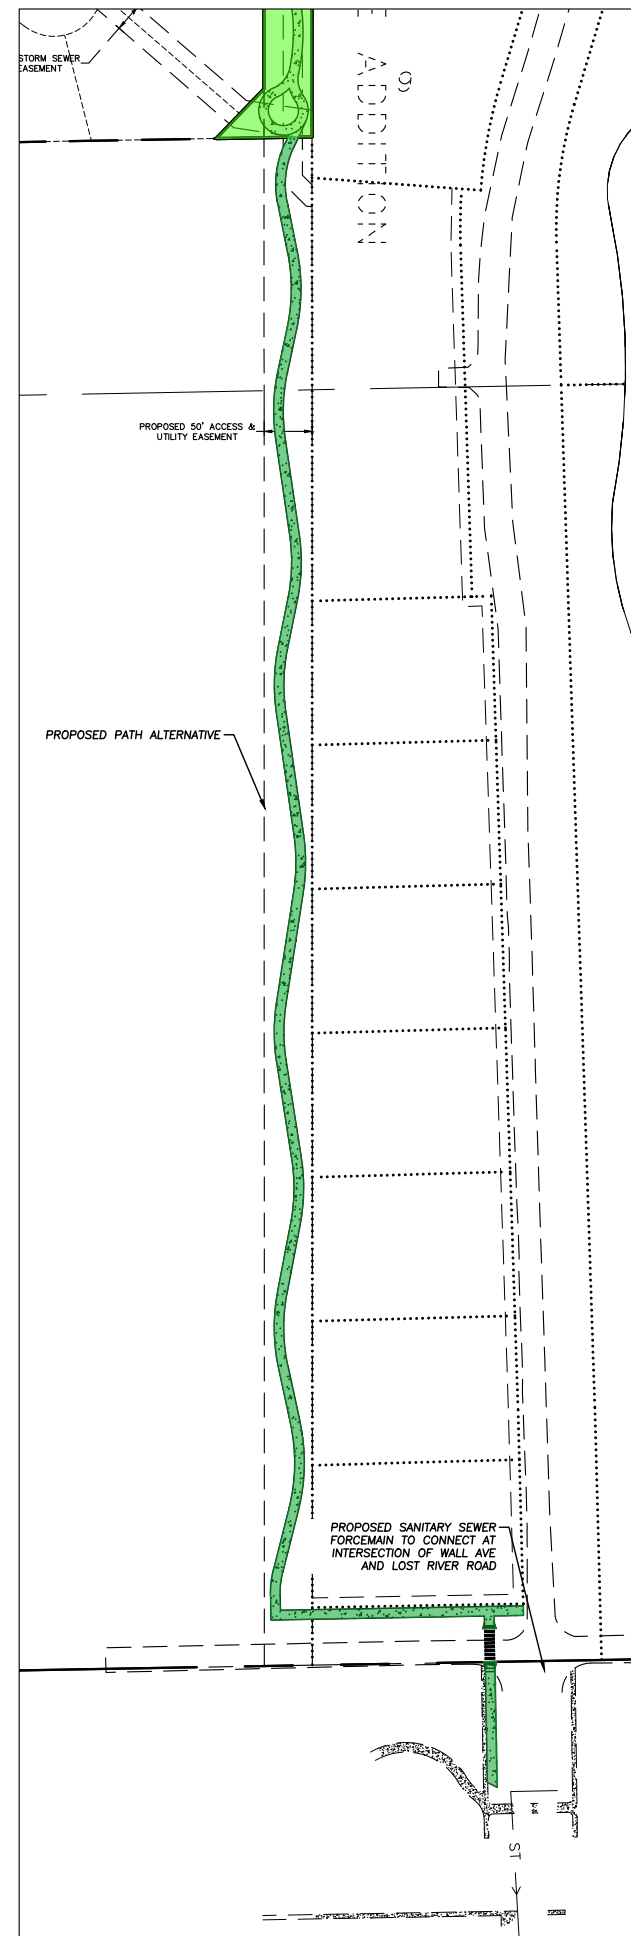 STORM SEWER
EASEMENT
(9)
ADDITION
PROPOSED 50' ACCESS &
UTILITY EASEMENT
PROPOSED PATH ALTERNATIVE
PROPOSED SANITARY SEWER
FORCEMAIN TO CONNECT AT
INTERSECTION OF WALL AVE
AND LOST RIVER ROAD
ST